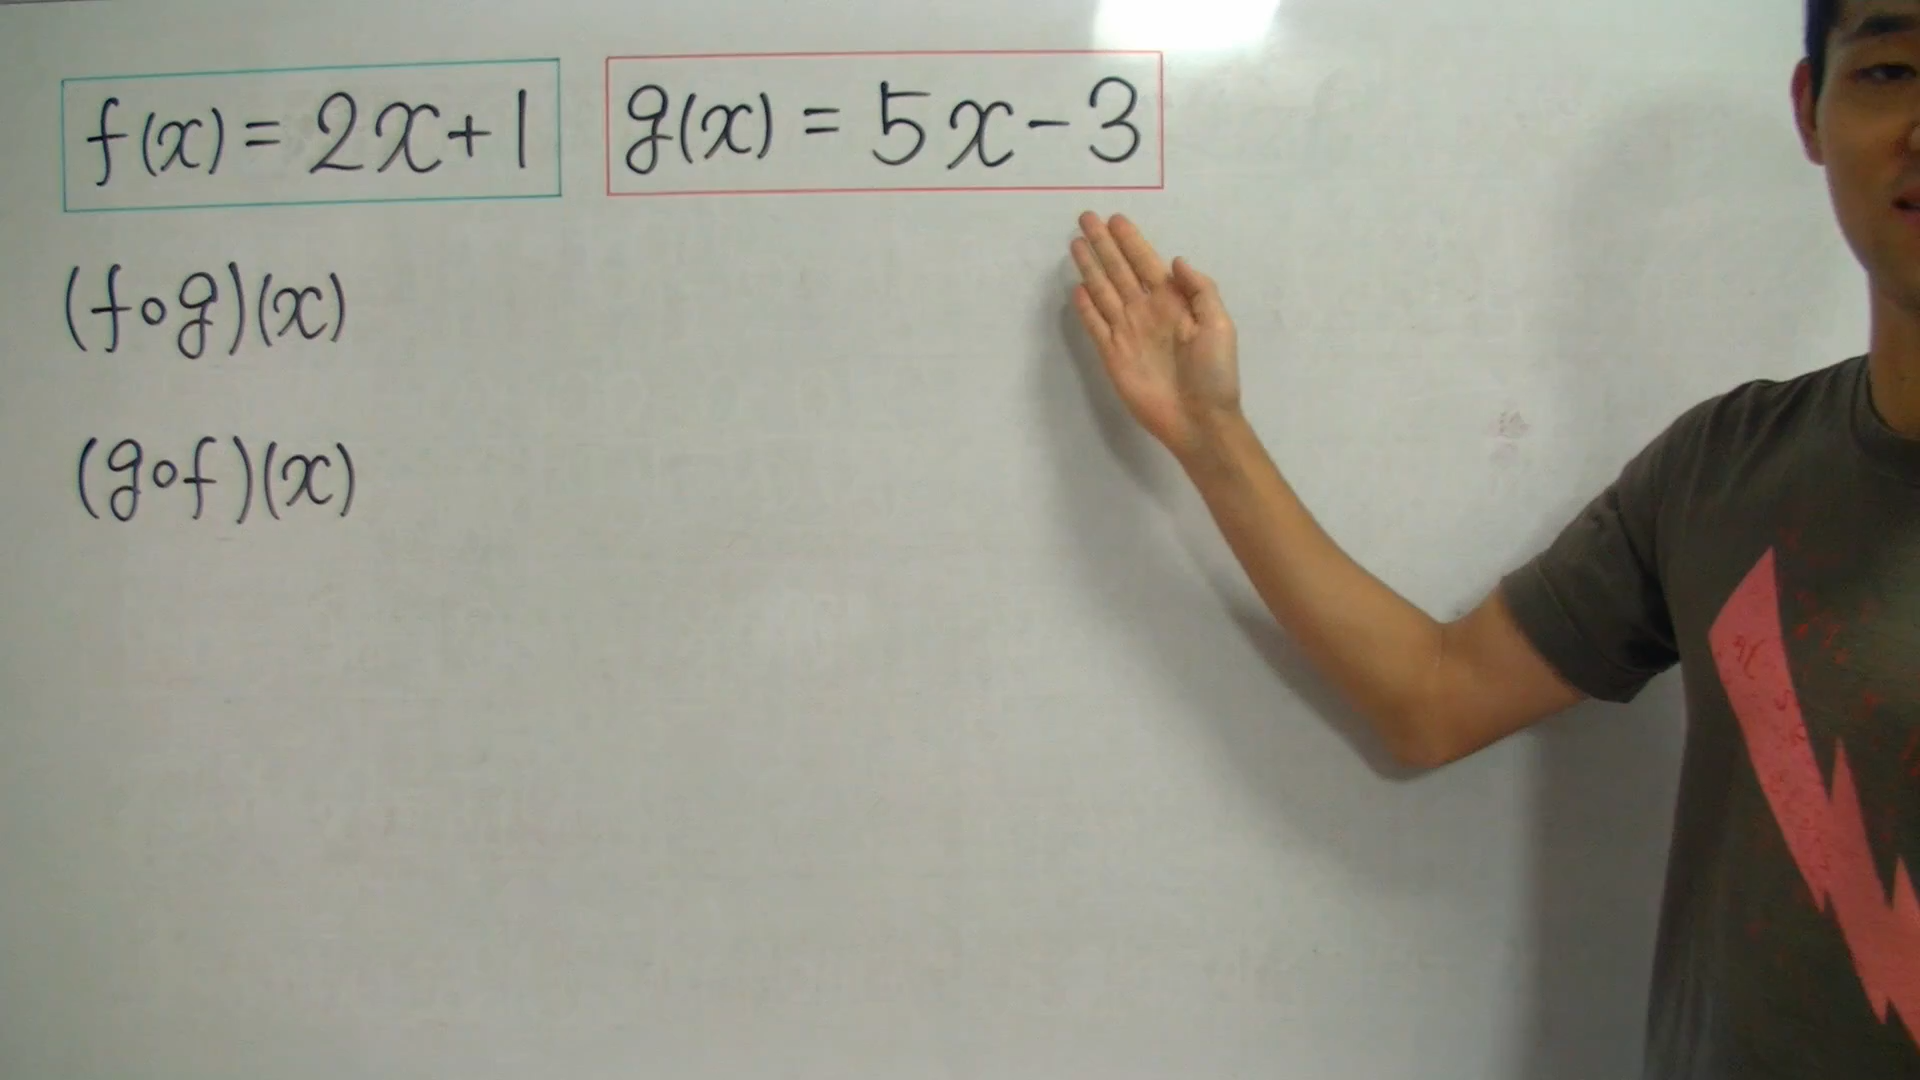 f(x) = 2x+1 g(x) = 5x-3
(f∘g)(x)
(g∘f)(x)